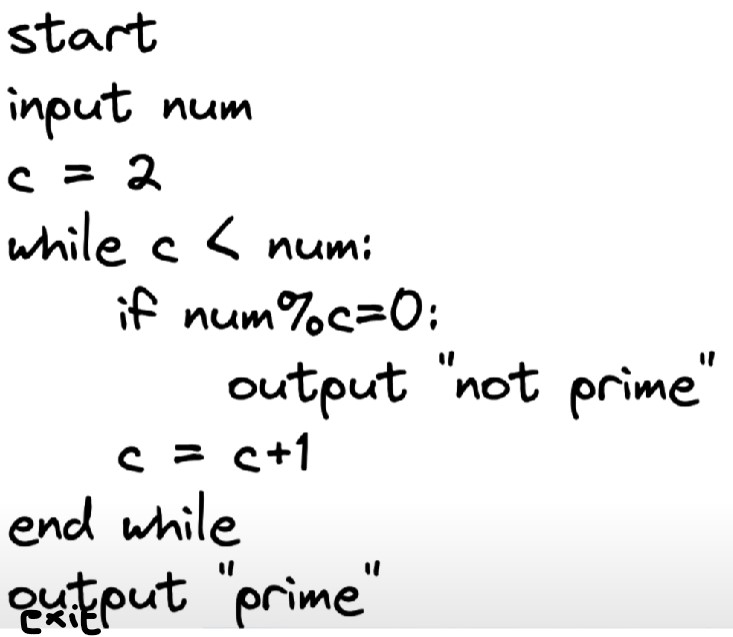 start
input num
c = 2
while c < num:
if num%c=0:
output "not prime"
c = c+1
end while
output "prime"
exit